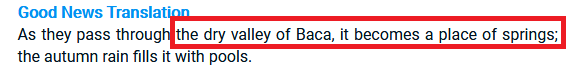 Good News Translation
As they pass through the dry valley of Baca, it becomes a place of springs;
the autumn rain fills it with pools.